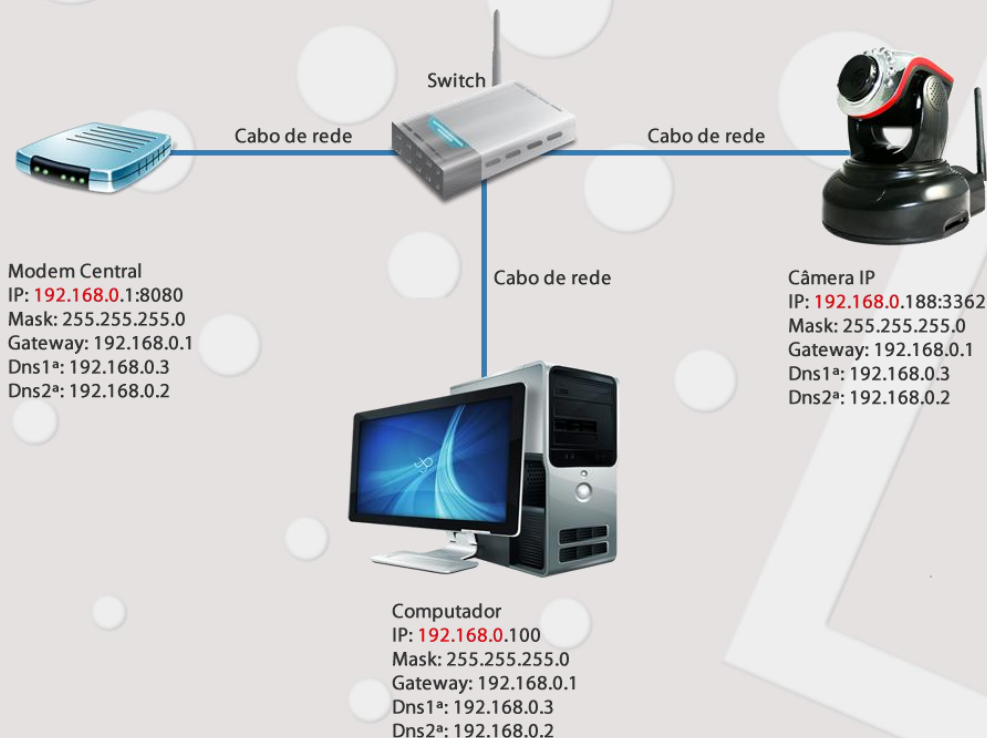 Switch
Cabo de rede
Cabo de rede
Cabo de rede
Modem Central
IP: 192.168.0.1:8080
Mask: 255.255.255.0
Gateway: 192.168.0.1
Dns1ª: 192.168.0.3
Dns2ª: 192.168.0.2
Câmera IP
IP: 192.168.0.188:3362
Mask: 255.255.255.0
Gateway: 192.168.0.1
Dns1ª: 192.168.0.3
Dns2ª: 192.168.0.2
Computador
IP: 192.168.0.100
Mask: 255.255.255.0
Gateway: 192.168.0.1
Dns1ª: 192.168.0.3
Dns2ª: 192.168.0.2